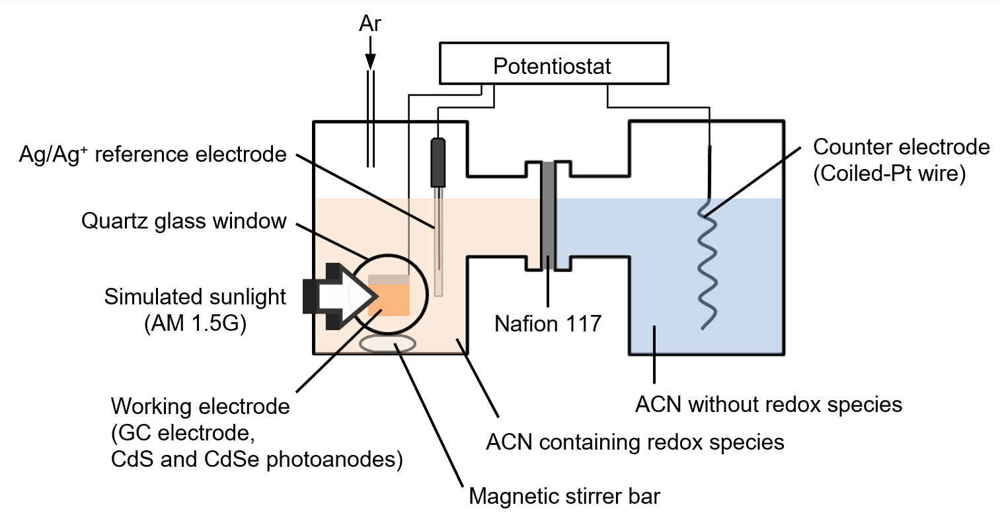 Ar
Potentiostat
Ag/Ag⁺ reference electrode
Counter electrode
(Coiled-Pt wire)
Quartz glass window
Simulated sunlight
(AM 1.5G)
Nafion 117
Working electrode
(GC electrode,
CdS and CdSe photoanodes)
ACN without redox species
ACN containing redox species
Magnetic stirrer bar